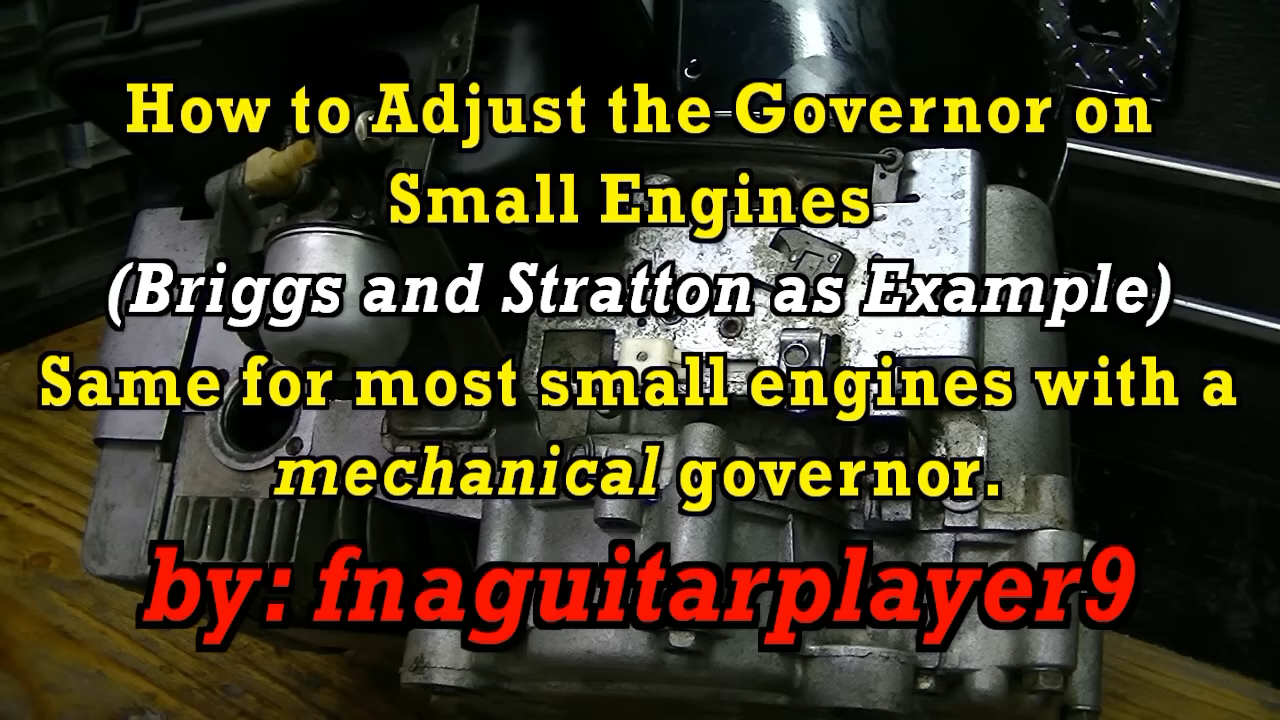 How to Adjust the Governor on
Small Engines
(Briggs and Stratton as Example)
Same for most small engines with a
mechanical governor.
by: fnaguitarplayer9